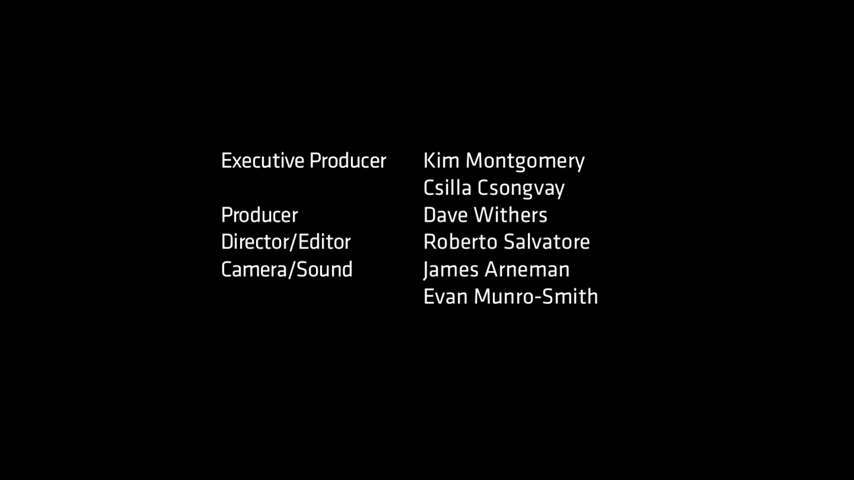 Executive Producer Kim Montgomery
Csilla Csongvay
Producer Dave Withers
Director/Editor Roberto Salvatore
Camera/Sound James Arneman
Evan Munro-Smith